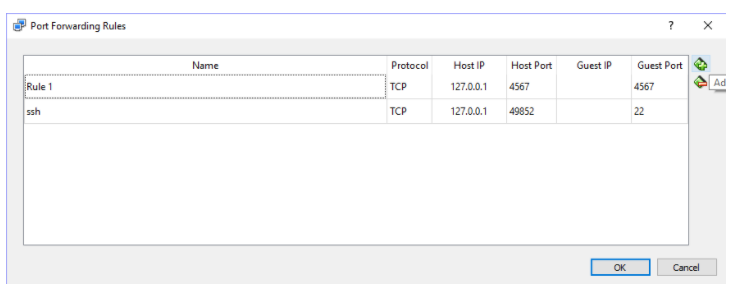 Port Forwarding Rules ? ×
Name Protocol Host IP Host Port Guest IP Guest Port
Rule 1 TCP 127.0.0.1 4567 4567
Ad
ssh TCP 127.0.0.1 49852 22
OK Cancel